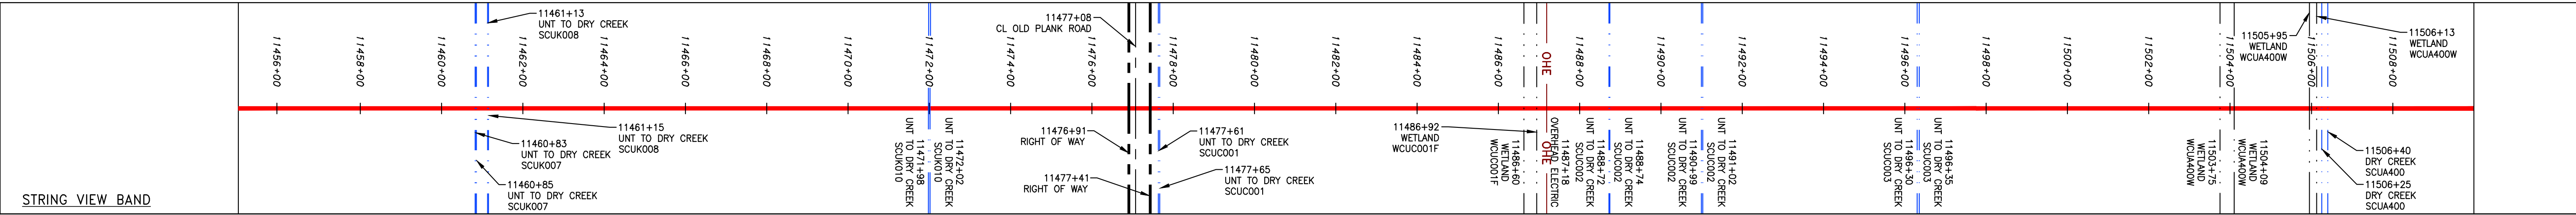 11461+13
UNT TO DRY CREEK
SCUK008
11477+08
CL OLD PLANK ROAD
11505+95
WETLAND
WCUA400W
11506+13
WETLAND
WCUA400W
11456+00
11458+00
11460+00
11462+00
11464+00
11466+00
11468+00
11470+00
11472+00
11474+00
11476+00
11478+00
11480+00
11482+00
11484+00
11486+00
OHE
11488+00
11490+00
11492+00
11494+00
11496+00
11498+00
11500+00
11502+00
11504+00
11506+00
11508+00
11461+15
UNT TO DRY CREEK
SCUK008
11460+83
UNT TO DRY CREEK
SCUK007
11460+85
UNT TO DRY CREEK
SCUK007
11471+98
UNT TO DRY CREEK
SCUK010
11472+02
UNT TO DRY CREEK
SCUK010
11476+91
RIGHT OF WAY
11477+41
RIGHT OF WAY
11477+61
UNT TO DRY CREEK
SCUC001
11477+65
UNT TO DRY CREEK
SCUC001
11486+92
WETLAND
WCUC001F
11486+60
WETLAND
WCUC001F
OHE
11487+18
OVERHEAD ELECTRIC
11488+72
UNT TO DRY CREEK
SCUC002
11488+74
UNT TO DRY CREEK
SCUC002
11490+99
UNT TO DRY CREEK
SCUC002
11491+02
UNT TO DRY CREEK
SCUC002
11496+30
UNT TO DRY CREEK
SCUC003
11496+35
UNT TO DRY CREEK
SCUC003
11503+75
WETLAND
WCUA400W
11504+09
WETLAND
WCUA400W
11506+40
DRY CREEK
SCUA400
11506+25
DRY CREEK
SCUA400
STRING VIEW BAND